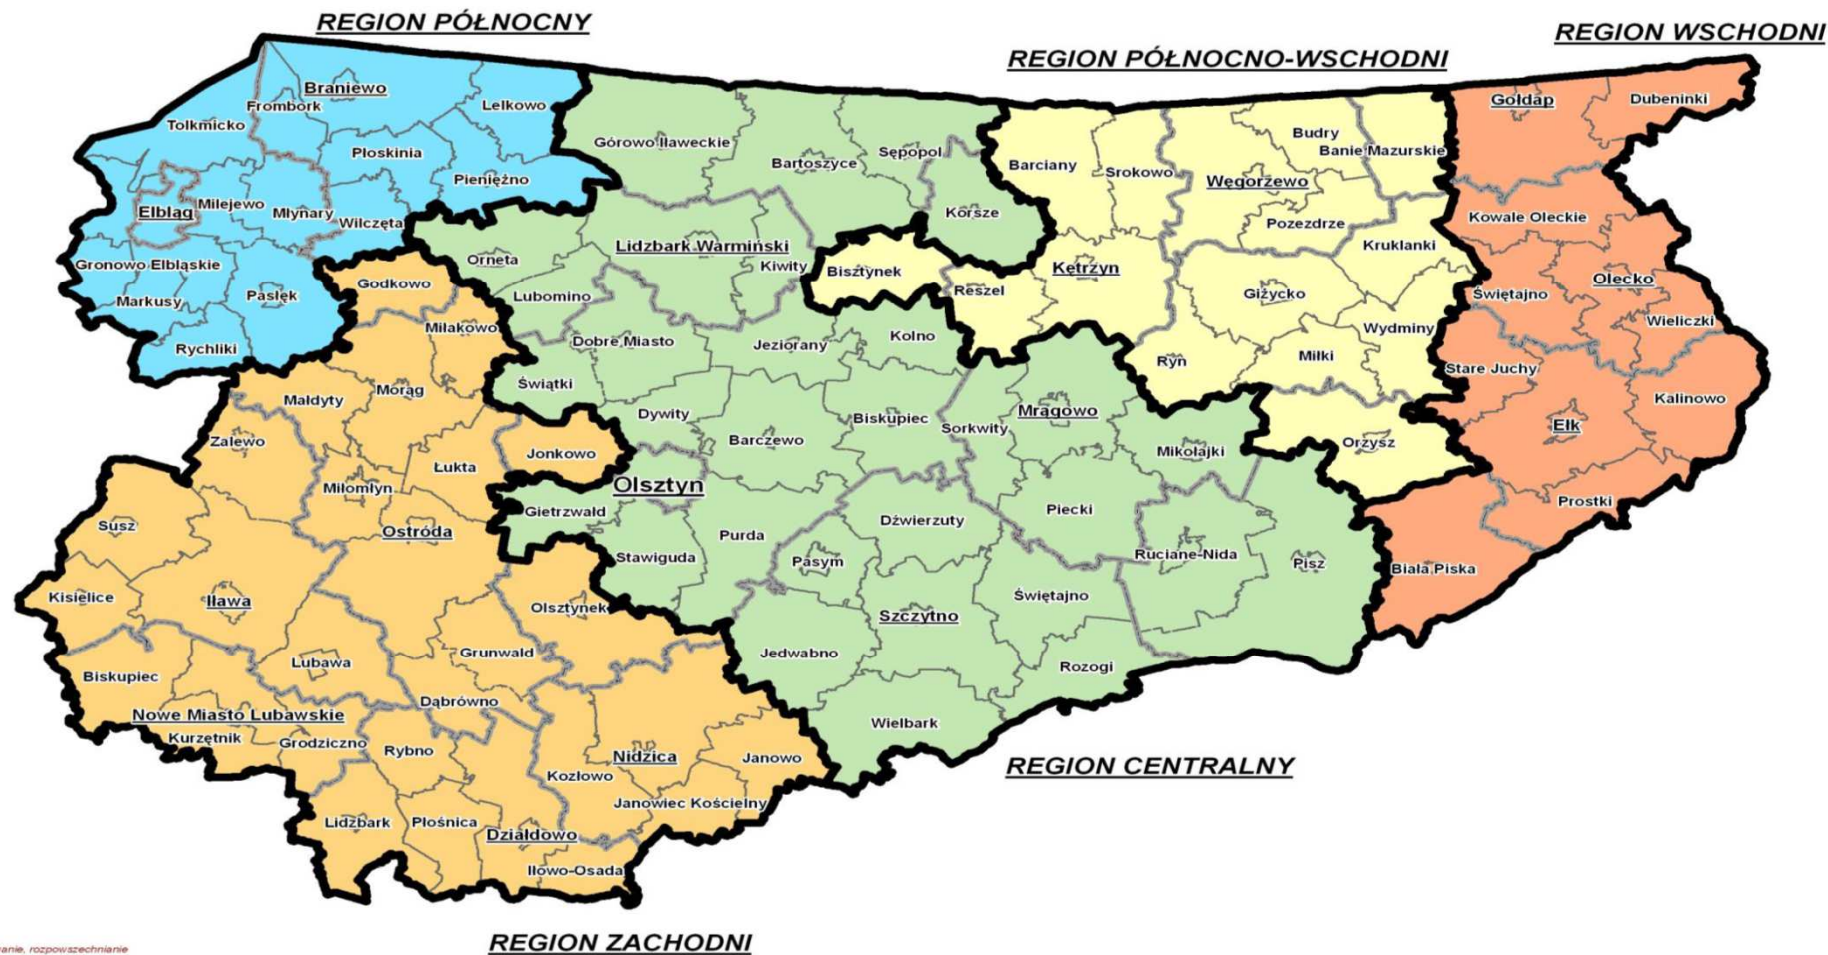 REGION PÓŁNOCNY
REGION WSCHODNI
REGION PÓŁNOCNO-WSCHODNI
Braniewo
Frombork
Lelkowo
Tolkmicko
Płoskinia
Pieniężno
Elbląg
Milejewo
Młynary
Wilczęta
Gronowo Elbląskie
Markusy
Pasłęk
Rychliki
Górowo Iławeckie
Bartoszyce
Sępopol
Korsze
Orneta
Lidzbark Warmiński
Kiwity
Lubomino
Dobre Miasto
Jeziorany
Kolno
Świątki
Dywity
Barczewo
Biskupiec
Sorkwity
Mrągowo
Mikołajki
Olsztyn
Gietrzwałd
Stawiguda
Purda
Pasym
Dźwierzuty
Piecki
Ruciane-Nida
Pisz
Szczytno
Świętajno
Jedwabno
Rozogi
Wielbark
Barciany
Srokowo
Węgorzewo
Budry
Banie Mazurskie
Pozezdrze
Kruklanki
Bisztynek
Reszel
Kętrzyn
Giżycko
Wydminy
Ryn
Miłki
Orzysz
Gołdap
Dubeninki
Kowale Oleckie
Olecko
Świętajno
Wieliczki
Stare Juchy
Kalinowo
Ełk
Prostki
Biała Piska
Godkowo
Miłakowo
Morąg
Małdyty
Zalewo
Łukta
Jonkowo
Miłomłyn
Ostróda
Susz
Kisielice
Iława
Olsztynek
Lubawa
Grunwald
Biskupiec
Dąbrówno
Nowe Miasto Lubawskie
Kurzętnik
Grodziczno
Rybno
Nidzica
Janowo
Kozłowo
Janowiec Kościelny
Lidzbark
Płośnica
Działdowo
Iłowo-Osada
REGION CENTRALNY
REGION ZACHODNI
anie, rozpowszechnianie